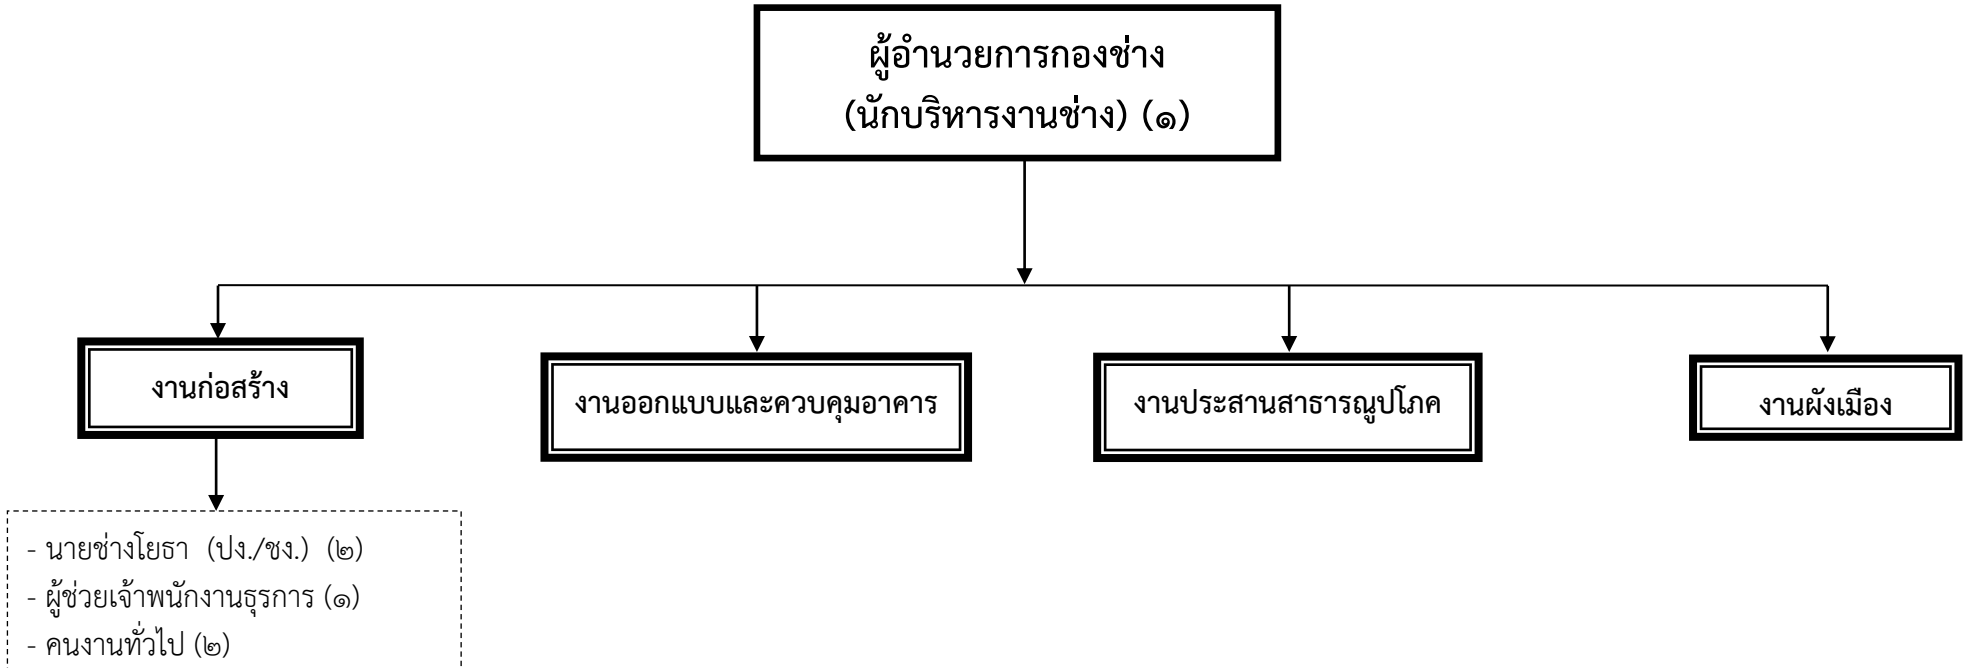 ผู้อำนวยการกองช่าง
(นักบริหารงานช่าง) (๑)
งานก่อสร้าง
งานออกแบบและควบคุมอาคาร
งานประสานสาธารณูปโภค
งานผังเมือง
- นายช่างโยธา (ปง./ชง.) (๒)
- ผู้ช่วยเจ้าพนักงานธุรการ (๑)
- คนงานทั่วไป (๒)